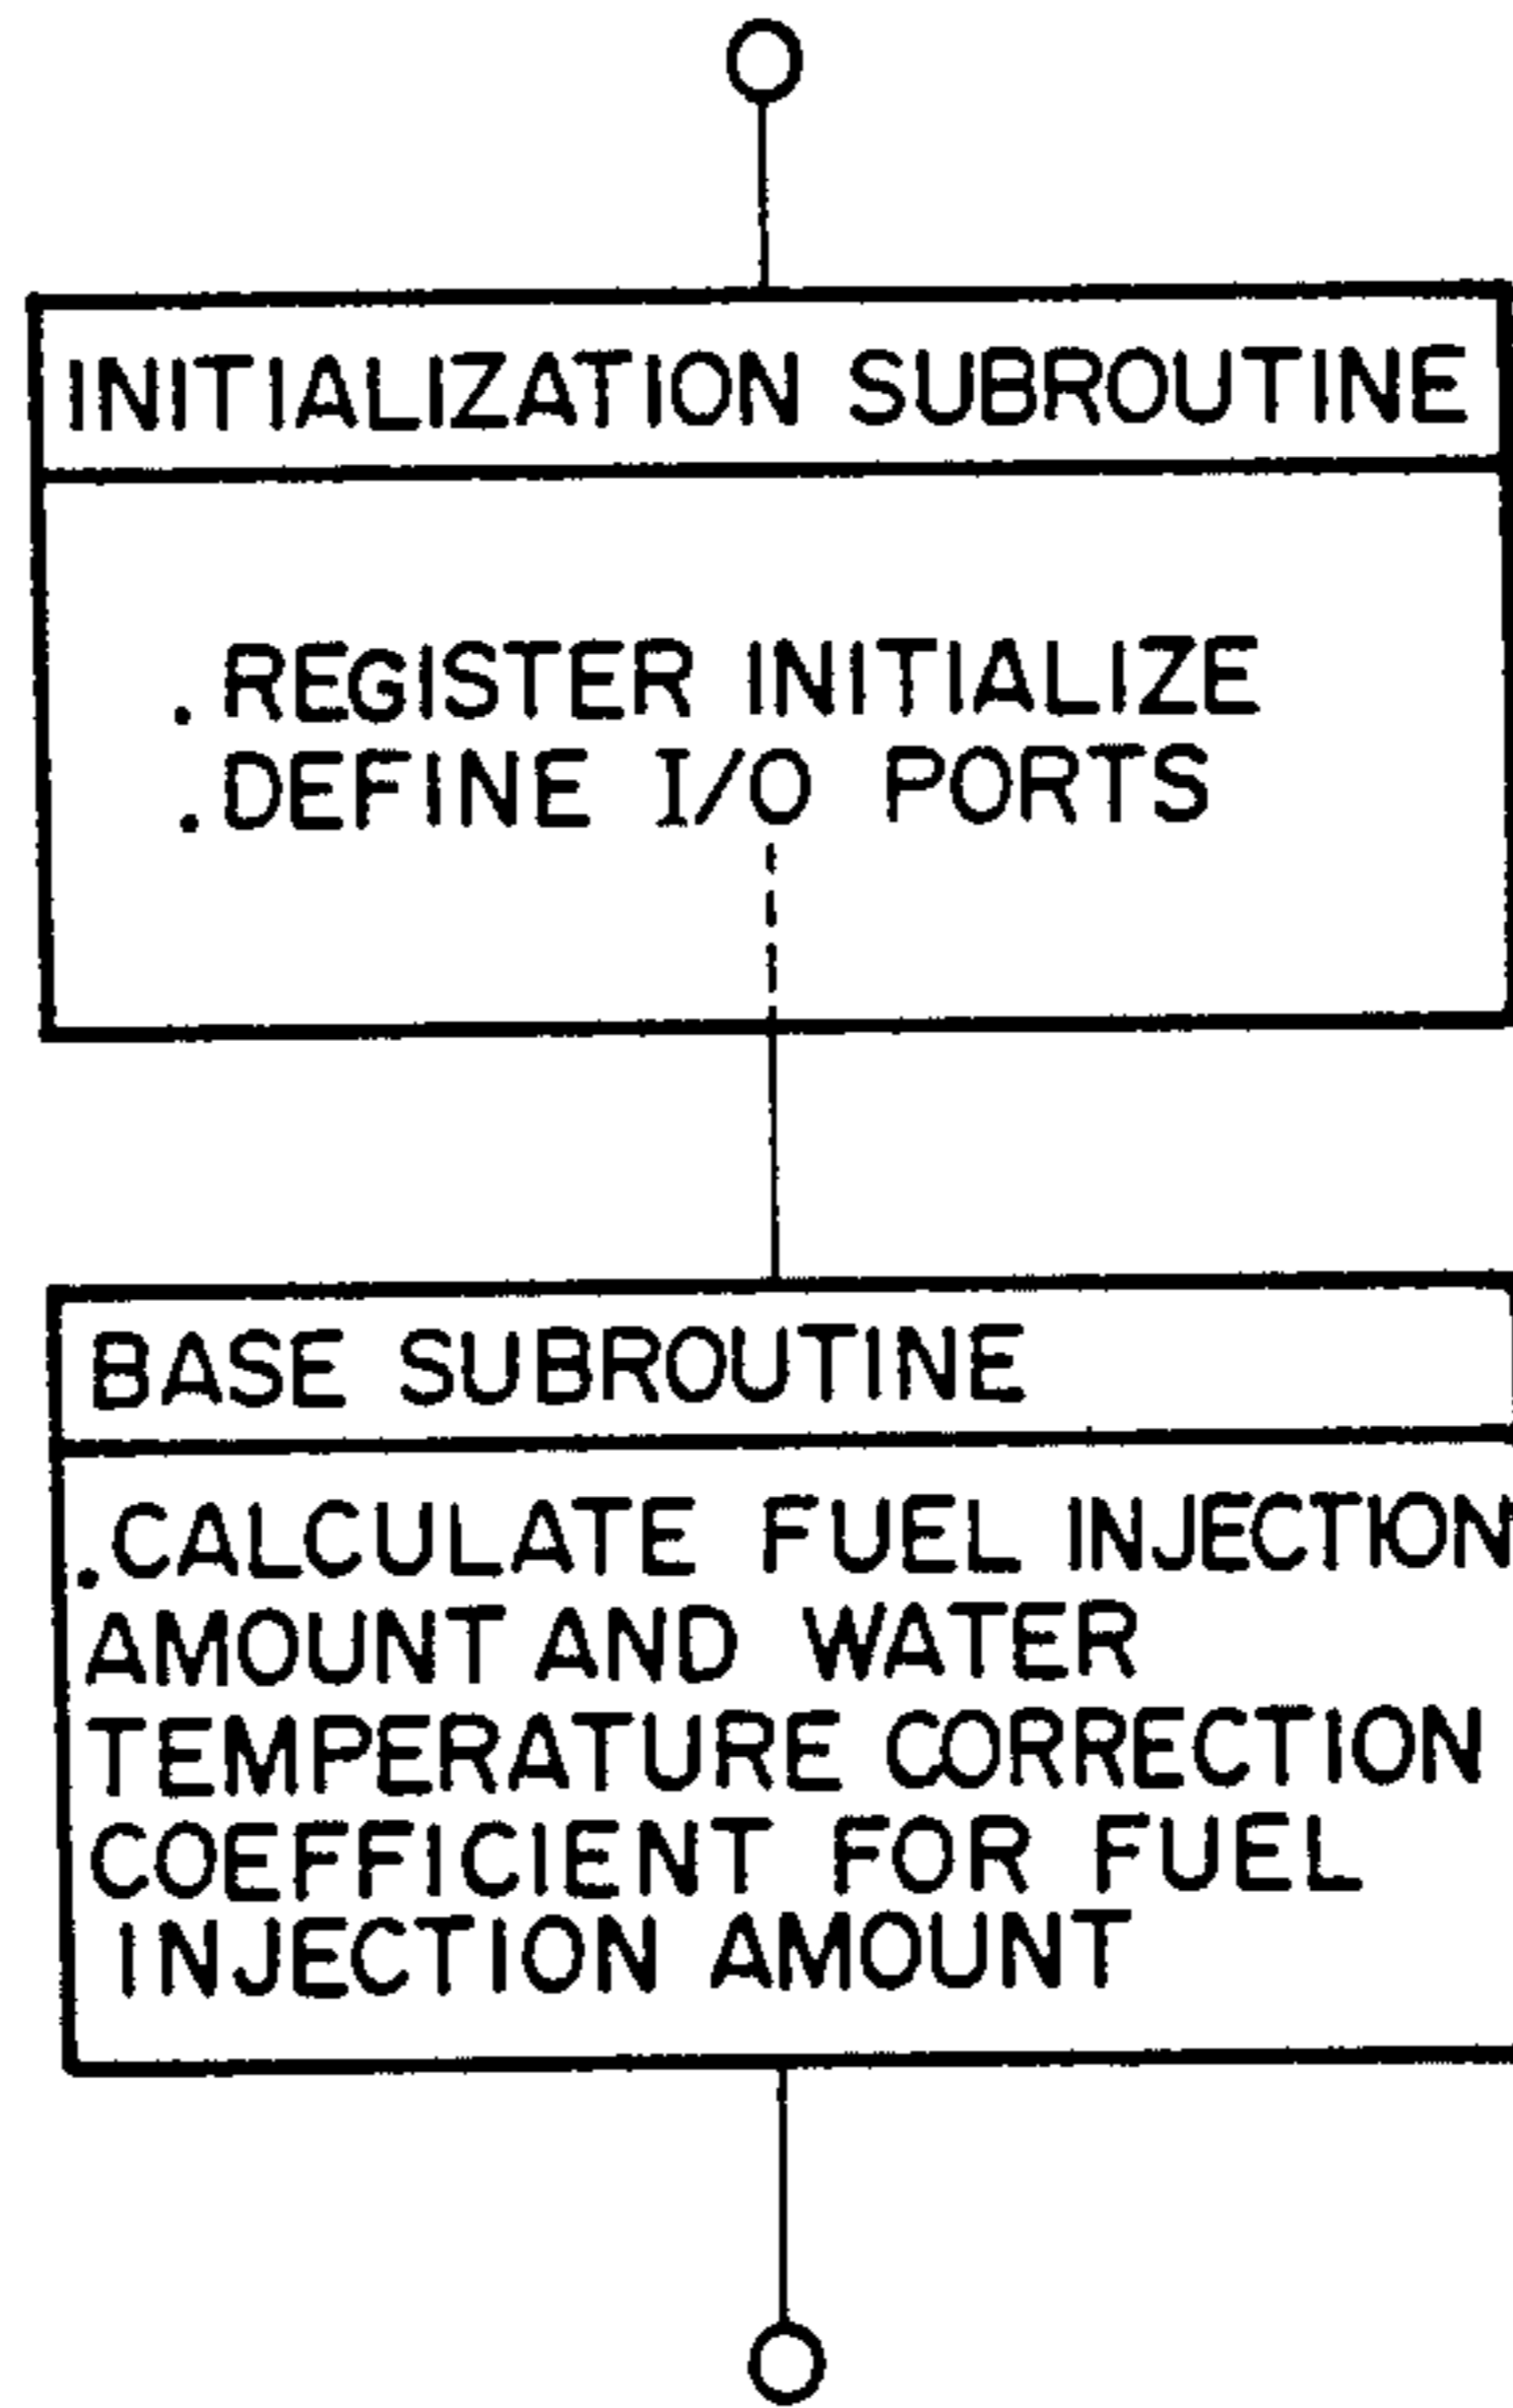 INITIALIZATION SUBROUTINE
.REGISTER INITIALIZE
.DEFINE I/O PORTS
BASE SUBROUTINE
.CALCULATE FUEL INJECTION
AMOUNT AND WATER
TEMPERATURE CORRECTION
COEFFICIENT FOR FUEL
INJECTION AMOUNT